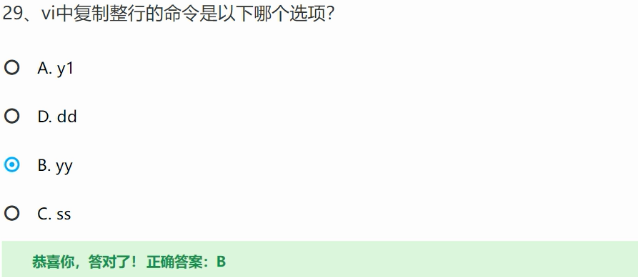 29、vi中复制整行的命令是以下哪个选项？
A. y1
D. dd
B. yy
C. ss
恭喜你，答对了！正确答案：B